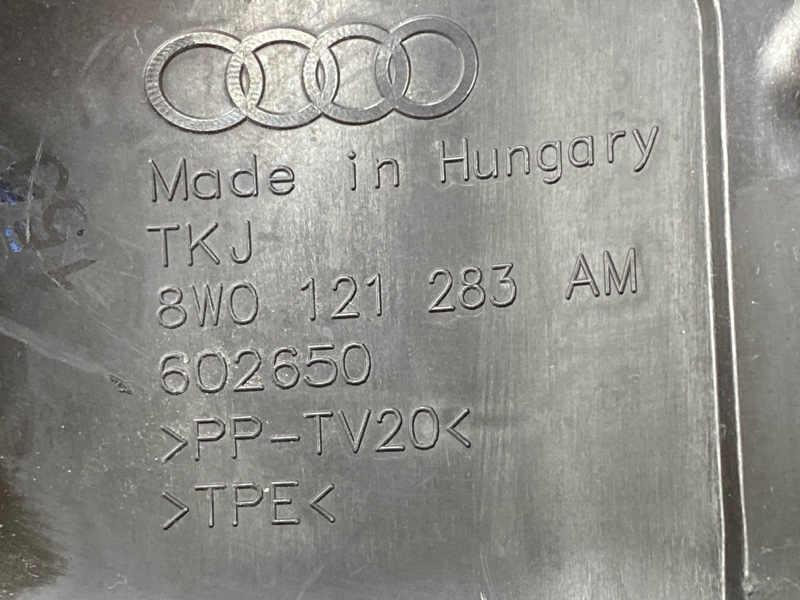 Made in Hungary
TKJ
8W0 121 283 AM
602650
>PP-TV20<
>TPE<